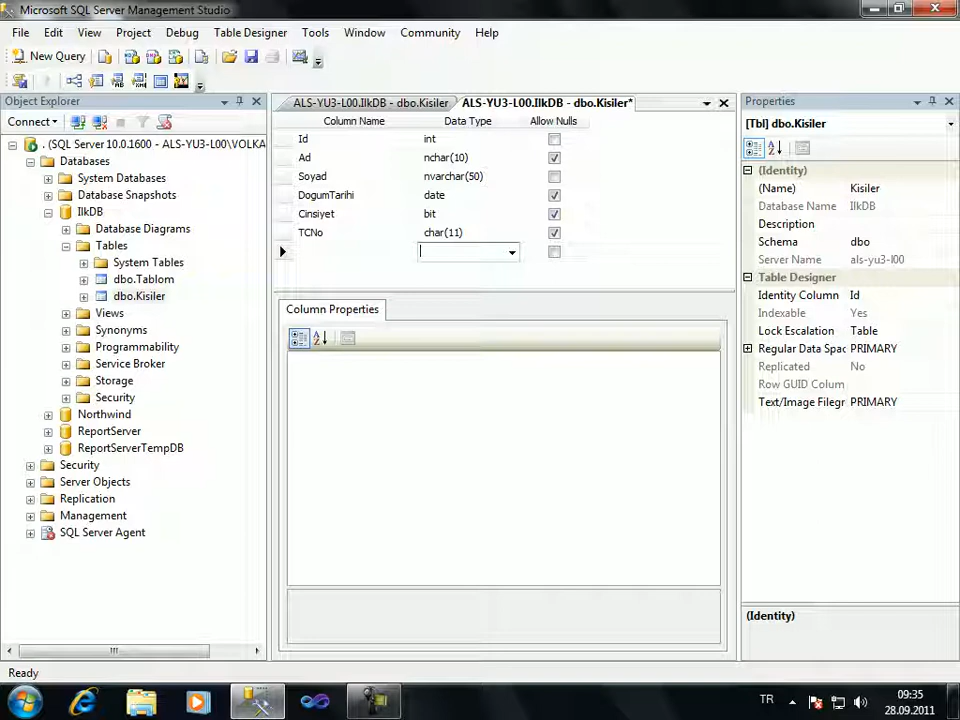 Microsoft SQL Server Management Studio
File Edit View Project Debug Table Designer Tools Window Community Help
New Query
Object Explorer
Connect
. (SQL Server 10.0.1600 - ALS-YU3-L00\VOLKA
Databases
System Databases
Database Snapshots
IlkDB
Database Diagrams
Tables
System Tables
dbo.Tablom
dbo.Kisiler
Views
Synonyms
Programmability
Service Broker
Storage
Security
Northwind
ReportServer
ReportServerTempDB
Security
Server Objects
Replication
Management
SQL Server Agent
ALS-YU3-L00.IlkDB - dbo.Kisiler
ALS-YU3-L00.IlkDB - dbo.Kisiler*
Column Name Data Type Allow Nulls
Id int
Ad nchar(10)
Soyad nvarchar(50)
DogumTarihi date
Cinsiyet bit
TCNo char(11)
Column Properties
Properties
[Tbl] dbo.Kisiler
(Identity)
(Name) Kisiler
Database Name IlkDB
Description
Schema dbo
Server Name als-yu3-l00
Table Designer
Identity Column Id
Indexable Yes
Lock Escalation Table
Regular Data Spac PRIMARY
Replicated No
Row GUID Colum
Text/Image Filegr PRIMARY
(Identity)
Ready
TR
09:35
28.09.2011